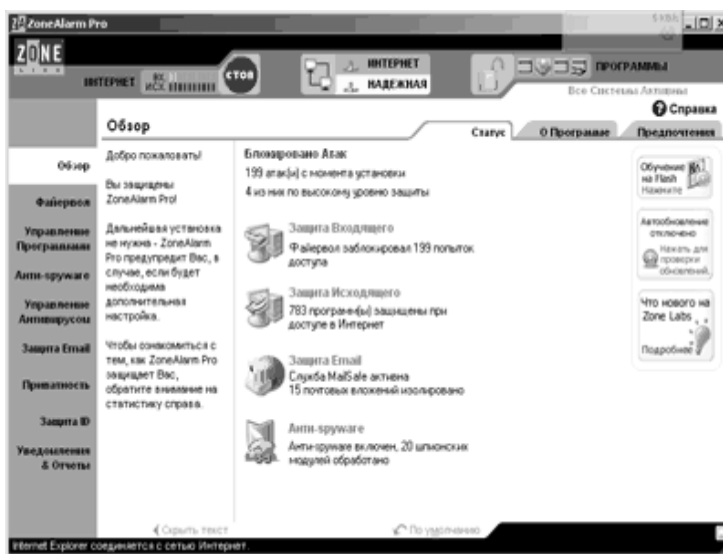 ZoneAlarm Pro
ZONE
LABS
ИНТЕРНЕТ
ВХ.
ИСХ.
СТОП
ИНТЕРНЕТ
НАДЕЖНАЯ
ПРОГРАММЫ
Все Системы Активны
Справка
Обзор
Статус
О Программе
Предпочтения
Обзор
Файервол
Управление
Программами
Анти-spyware
Управление
Антивирусом
Защита Email
Приватность
Защита ID
Уведомления
& Отчеты
Добро пожаловать!
Вы защищены
ZoneAlarm Pro!
Дальнейшая установка
не нужна - ZoneAlarm
Pro предупредит Вас, в
случае, если будет
необходима
дополнительная
настройка.
Чтобы ознакомиться с
тем, как ZoneAlarm Pro
защищает Вас,
обратите внимание на
статистику справа.
Блокировано Атак
199 атак(и) с момента установки
4 из них по высокому уровню защиты
Защита Входящего
Файервол заблокировал 199 попыток
доступа
Защита Исходящего
783 программ(ы) защищены при
доступе в Интернет
Защита Email
Служба MailSafe активна
15 почтовых вложений изолировано
Анти-spyware
Анти-spyware включен, 20 шпионских
модулей обработано
Обучение
на Flash
Нажмите
Автообновление
отключено
Нажать для
проверки
обновлений.
Что нового на
Zone Labs
Подробнее
Скрыть текст
По умолчанию
Internet Explorer соединяется с сетью Интернет.